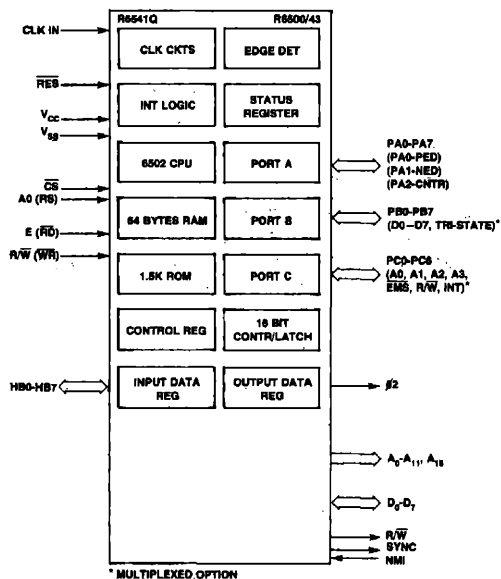 R6541Q R6500/43
CLK IN
CLK CKTS EDGE DET
RES
INT LOGIC STATUS REGISTER
VCC
VSS
6502 CPU PORT A
PA0-PA7
(PA0-PED)
(PA1-NED)
(PA2-CNTR)
CS
A0 (RS)
64 BYTES RAM PORT B
PB0-PB7
(D0–D7, TRI-STATE)*
E (RD)
R/W (WR)
1.5K ROM PORT C
PC0-PC6
(A0, A1, A2, A3,
EMS, R/W, INT)*
CONTROL REG 16 BIT CONTR/LATCH
HB0-HB7
INPUT DATA REG OUTPUT DATA REG
ø2
A0-A11, A15
D0-D7
R/W
SYNC
NMI
* MULTIPLEXED OPTION